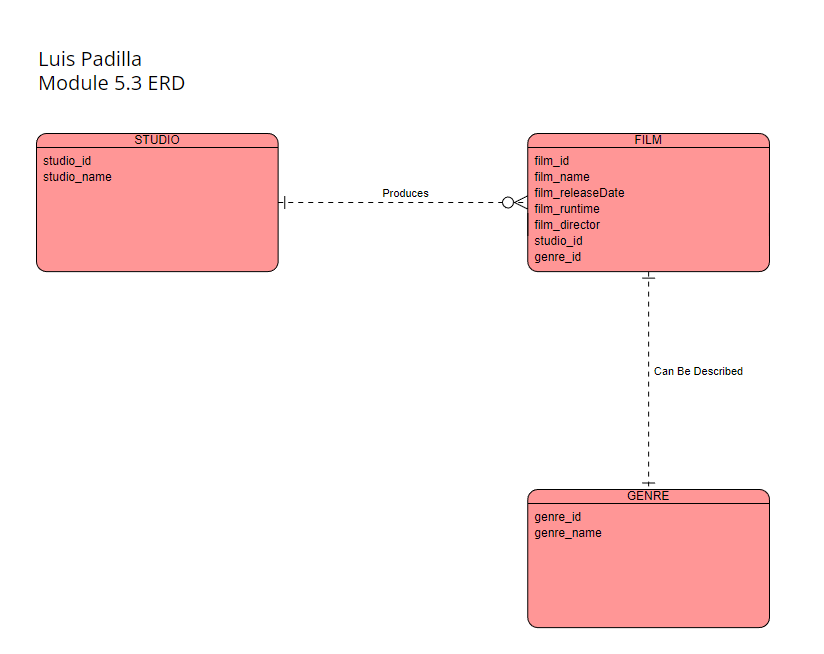 Luis Padilla
Module 5.3 ERD
STUDIO
studio_id
studio_name
Produces
FILM
film_id
film_name
film_releaseDate
film_runtime
film_director
studio_id
genre_id
Can Be Described
GENRE
genre_id
genre_name